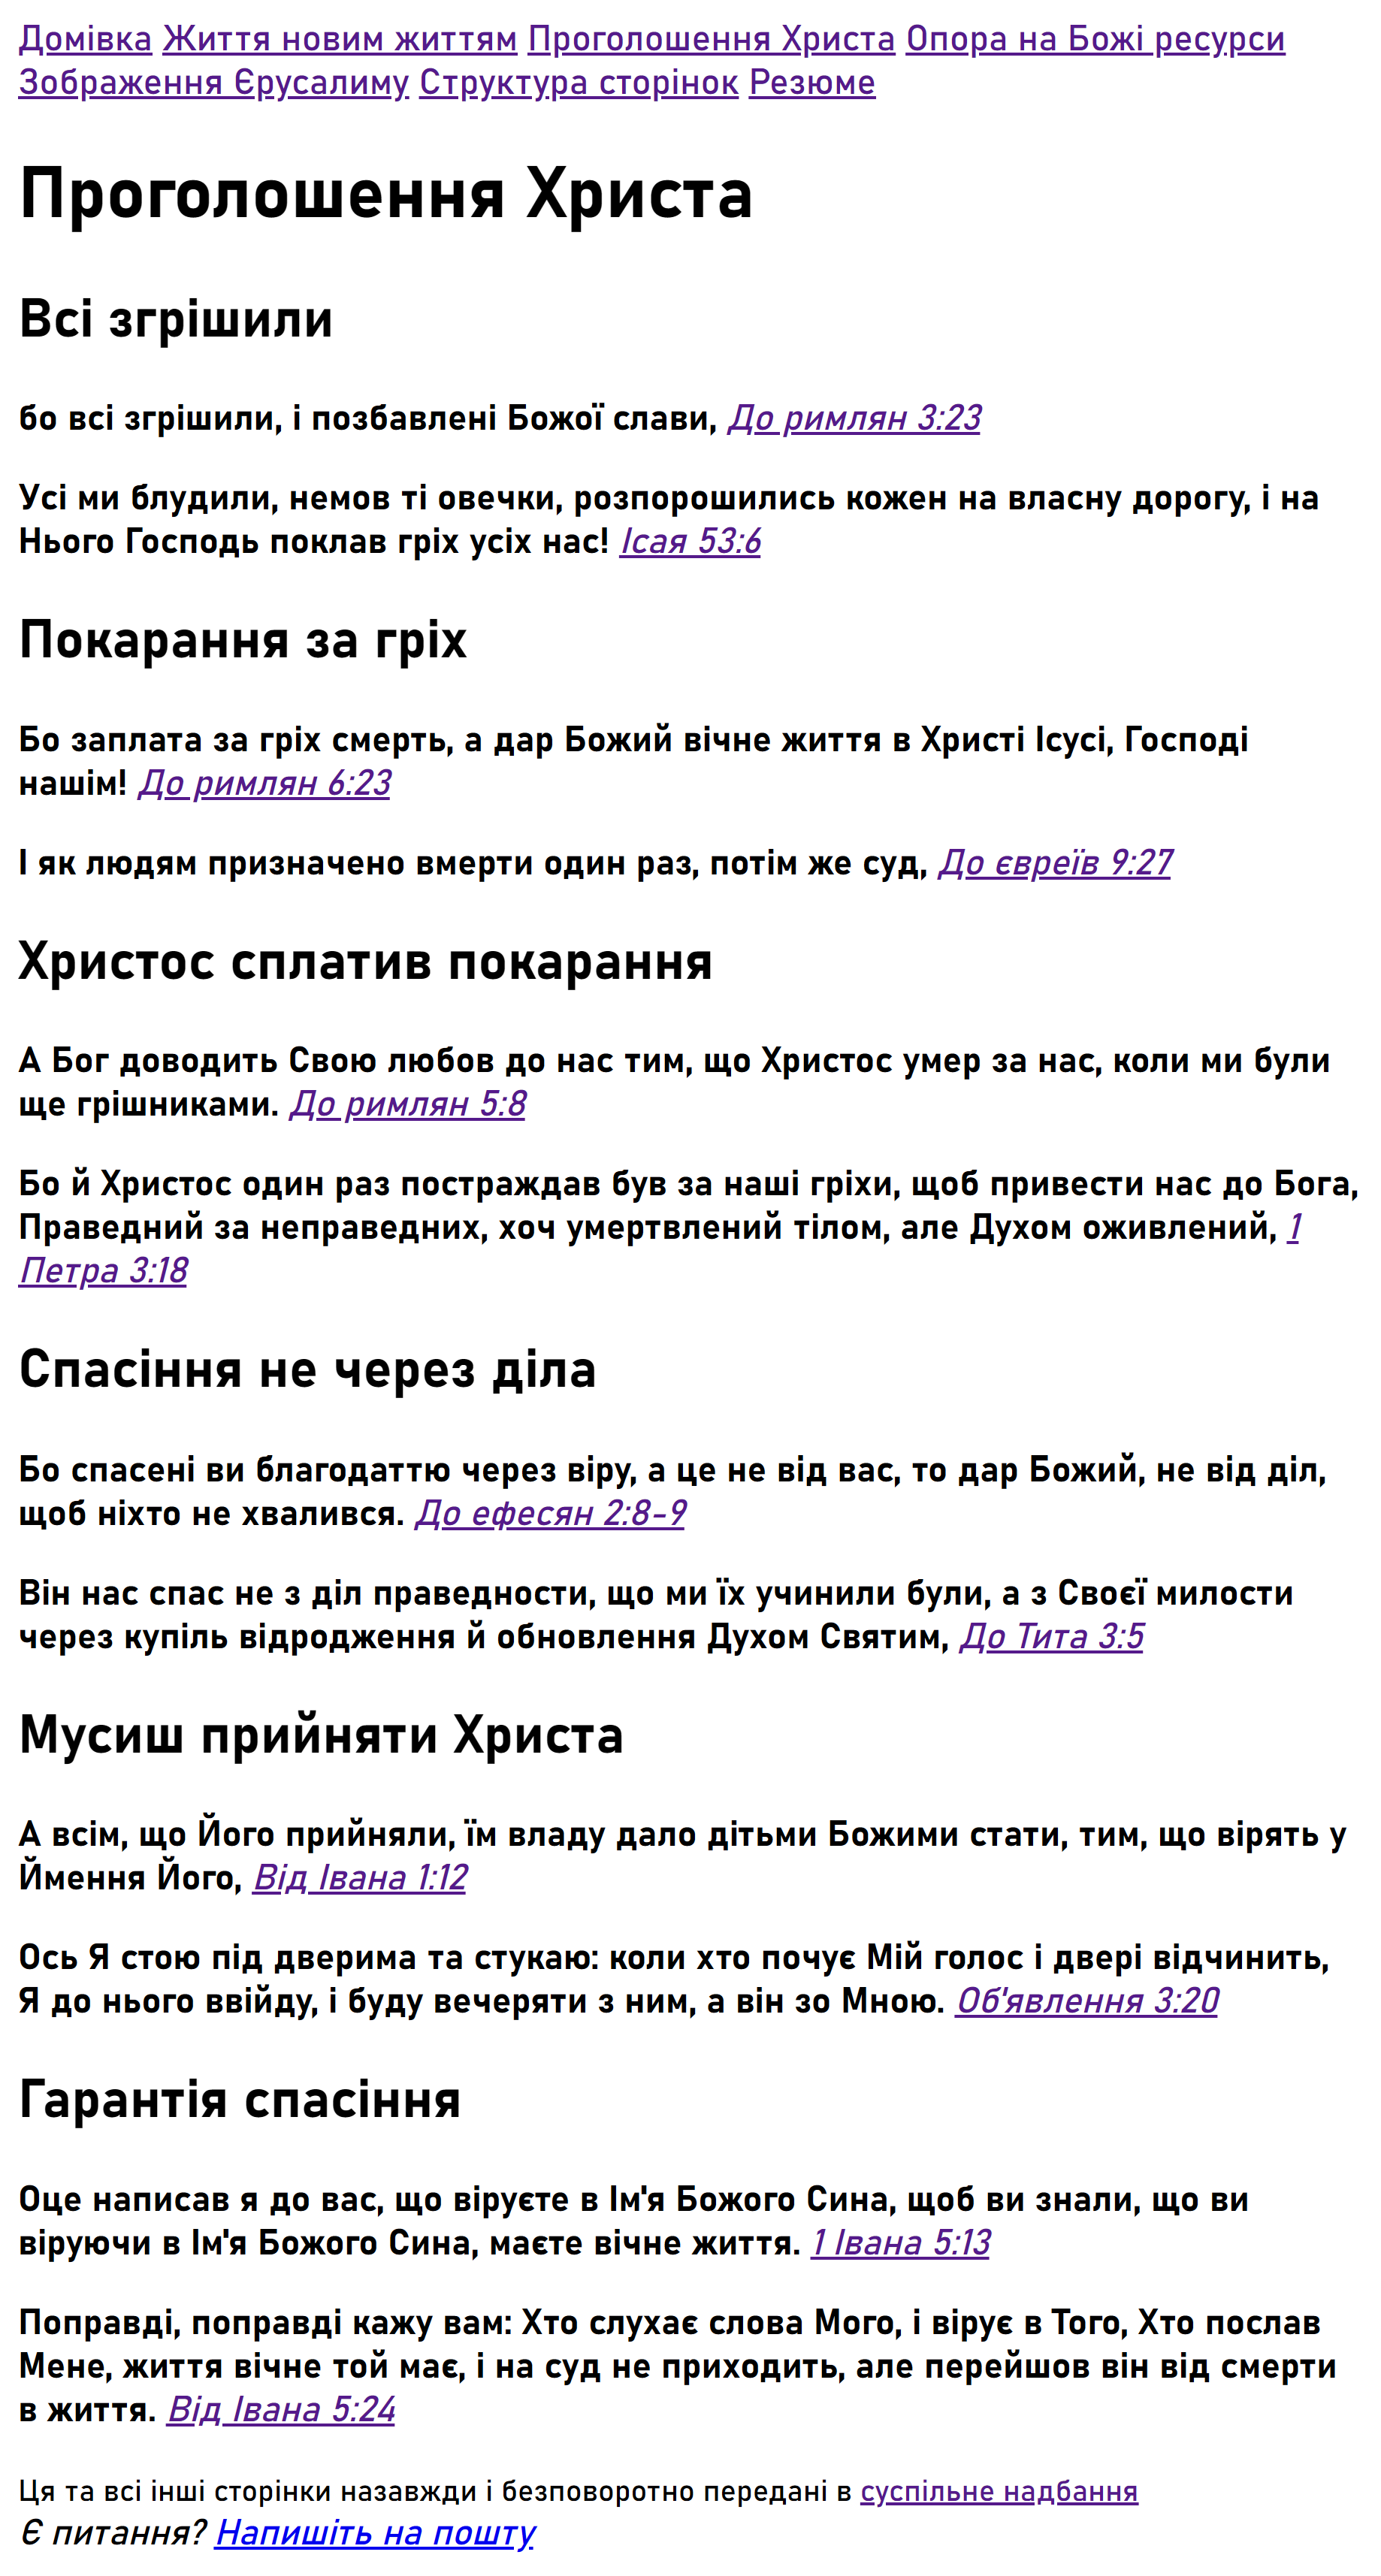 Домівка Життя новим життям Проголошення Христа Опора на Божі ресурси
Зображення Єрусалиму Структура сторінок Резюме
Проголошення Христа
Всі згрішили
бо всі згрішили, і позбавлені Божої слави, До римлян 3:23
Усі ми блудили, немов ті овечки, розпорошились кожен на власну дорогу, і на
Нього Господь поклав гріх усіх нас! Ісая 53:6
Покарання за гріх
Бо заплата за гріх смерть, а дар Божий вічне життя в Христі Ісусі, Господі
нашім! До римлян 6:23
І як людям призначено вмерти один раз, потім же суд, До євреїв 9:27
Христос сплатив покарання
А Бог доводить Свою любов до нас тим, що Христос умер за нас, коли ми були
ще грішниками. До римлян 5:8
Бо й Христос один раз постраждав був за наші гріхи, щоб привести нас до Бога,
Праведний за неправедних, хоч умертвлений тілом, але Духом оживлений, 1
Петра 3:18
Спасіння не через діла
Бо спасені ви благодаттю через віру, а це не від вас, то дар Божий, не від діл,
щоб ніхто не хвалився. До ефесян 2:8-9
Він нас спас не з діл праведности, що ми їх учинили були, а з Своєї милости
через купіль відродження й обновлення Духом Святим, До Тита 3:5
Мусиш прийняти Христа
А всім, що Його прийняли, їм владу дало дітьми Божими стати, тим, що вірять у
Ймення Його, Від Івана 1:12
Ось Я стою під дверима та стукаю: коли хто почує Мій голос і двері відчинить,
Я до нього ввійду, і буду вечеряти з ним, а він зо Мною. Об'явлення 3:20
Гарантія спасіння
Оце написав я до вас, що віруєте в Ім'я Божого Сина, щоб ви знали, що ви
віруючи в Ім'я Божого Сина, маєте вічне життя. 1 Івана 5:13
Поправді, поправді кажу вам: Хто слухає слова Мого, і вірує в Того, Хто послав
Мене, життя вічне той має, і на суд не приходить, але перейшов він від смерти
в життя. Від Івана 5:24
Ця та всі інші сторінки назавжди і безповоротно передані в суспільне надбання
Є питання? Напишіть на пошту